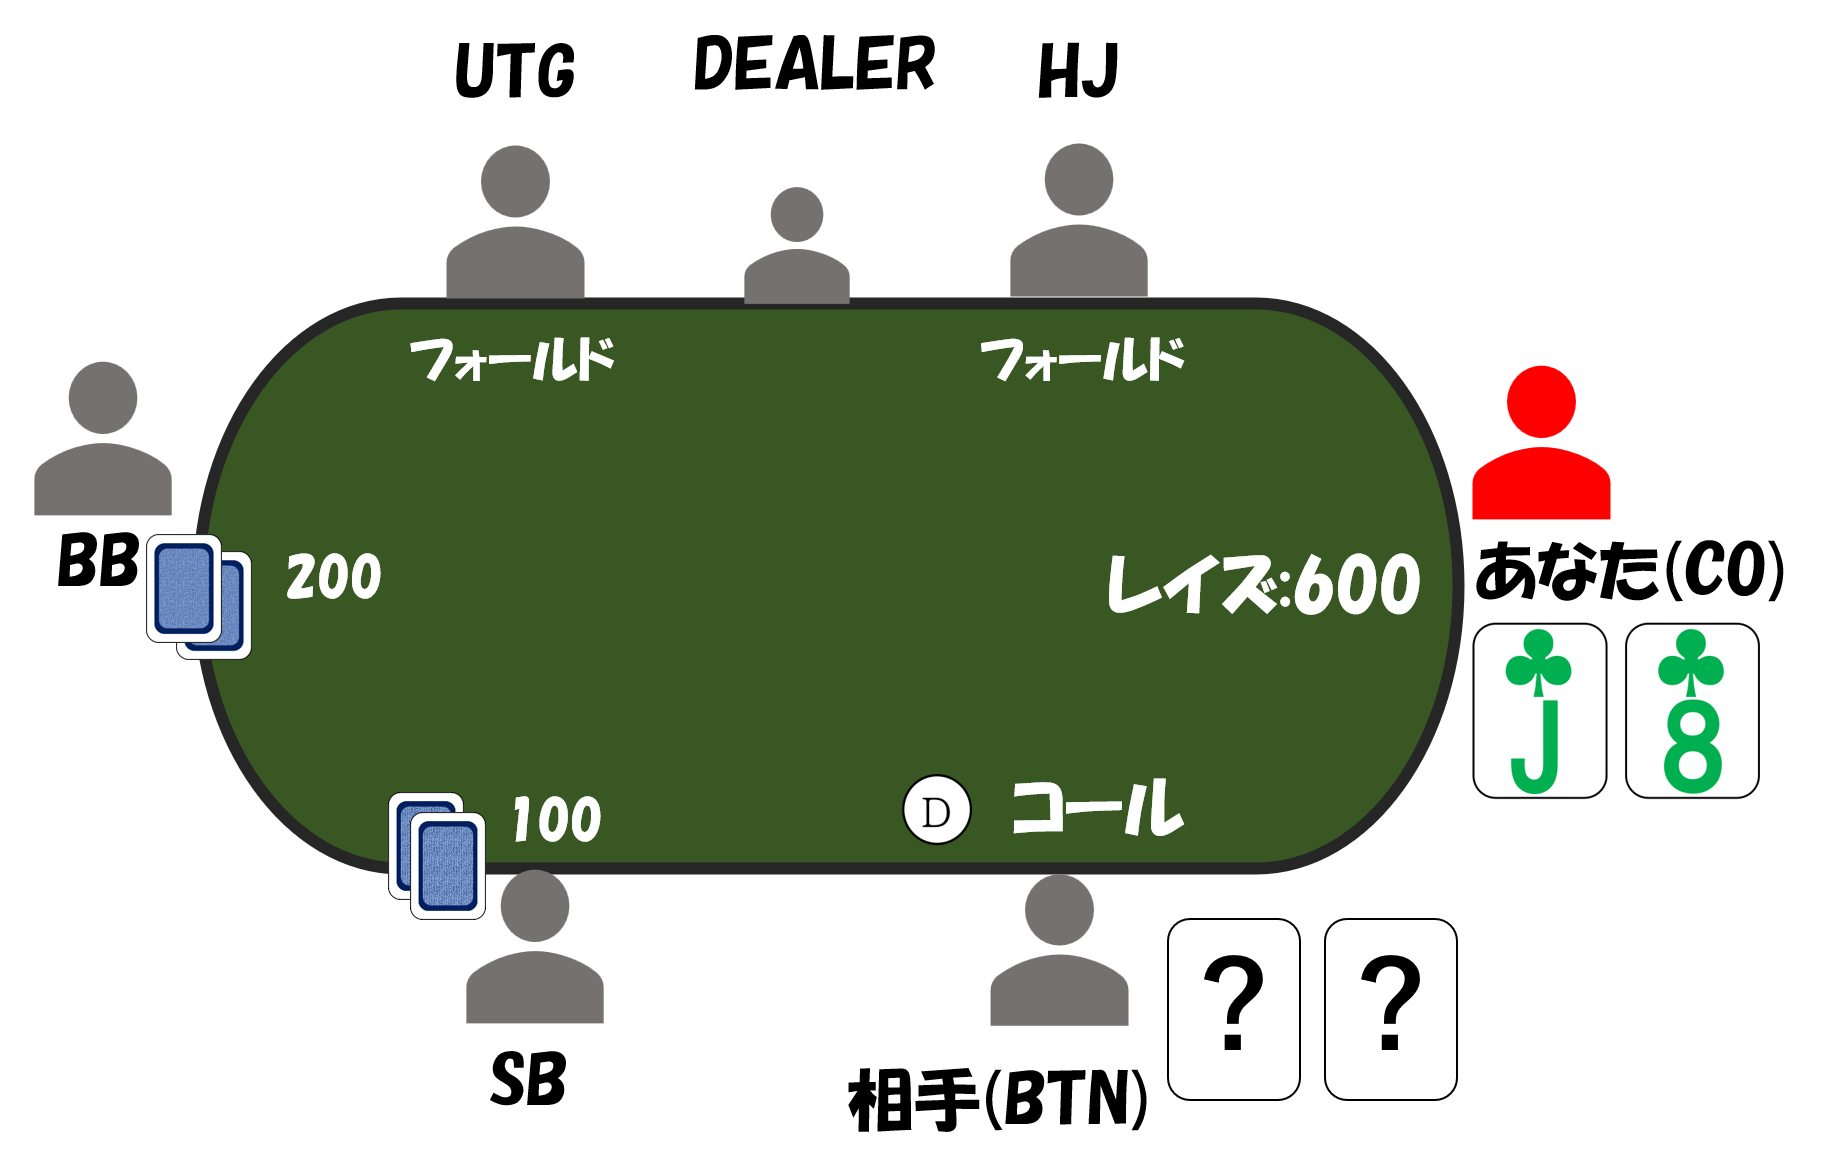 UTG
DEALER
HJ
フォールド
フォールド
BB
200
レイズ:600
あなた(CO)
♣
J
♣
8
100
D
コール
SB
相手(BTN)
?
?